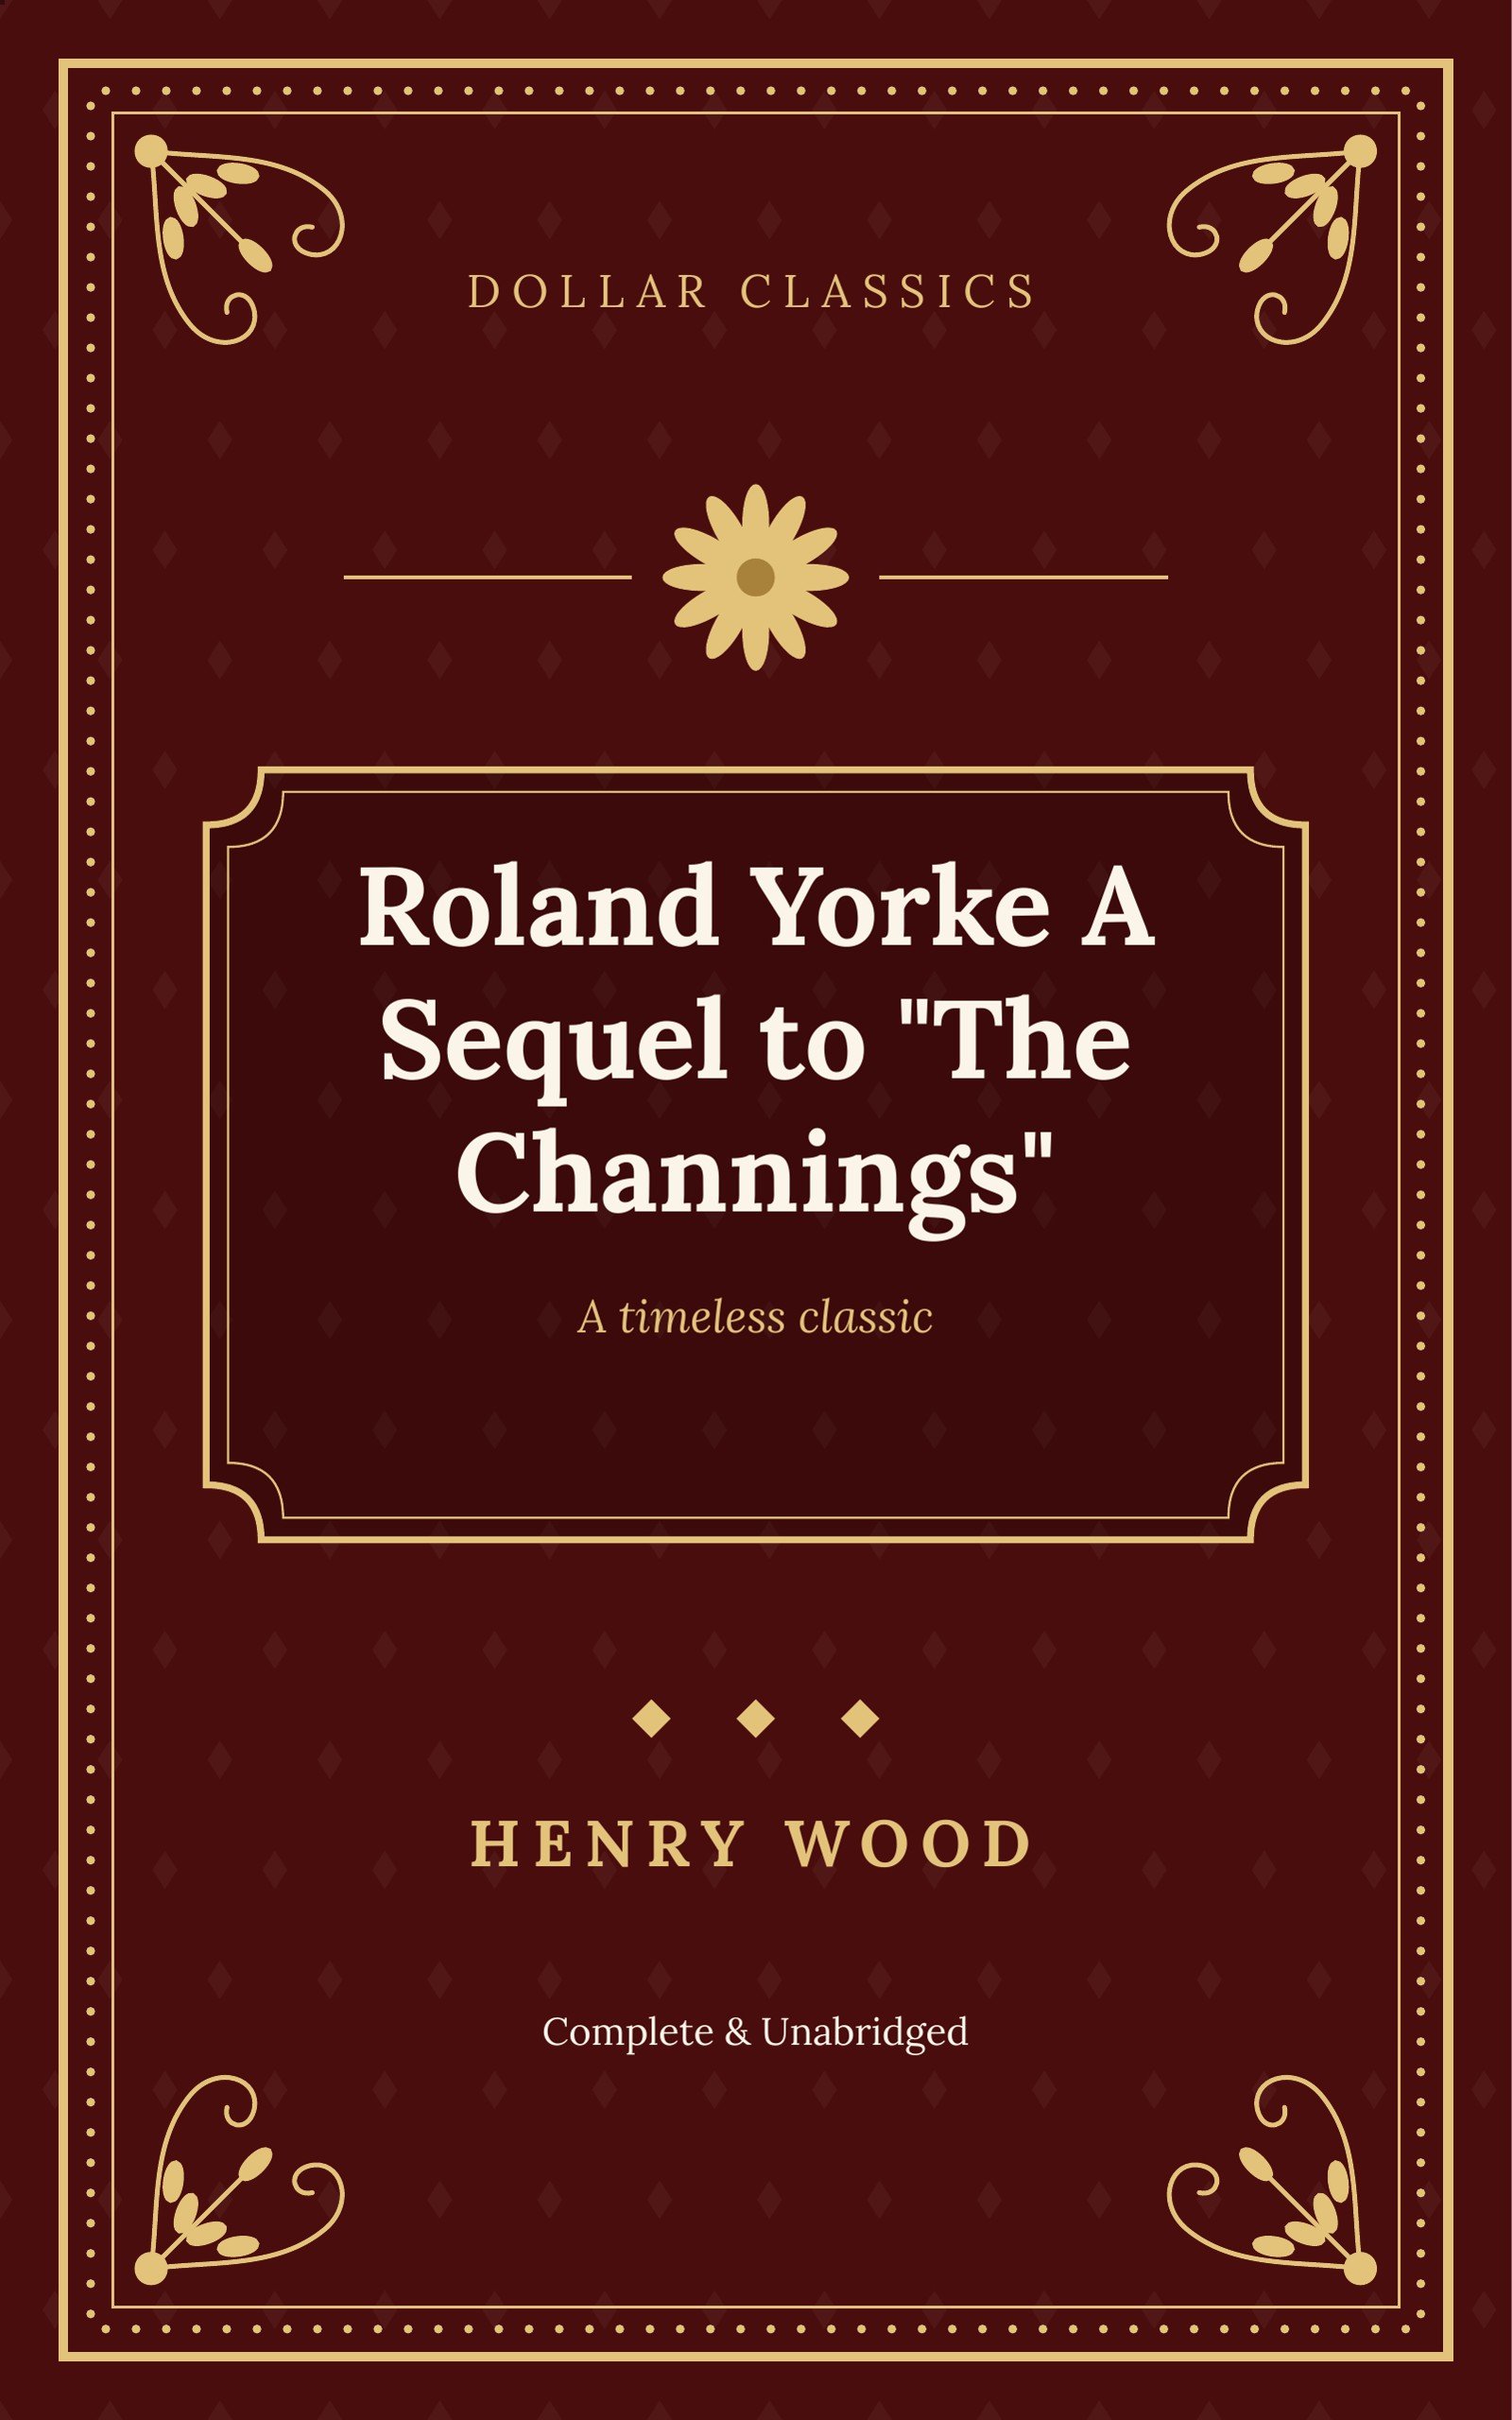 DOLLAR CLASSICS
Roland Yorke A
Sequel to "The
Channings"
A timeless classic
HENRY WOOD
Complete & Unabridged